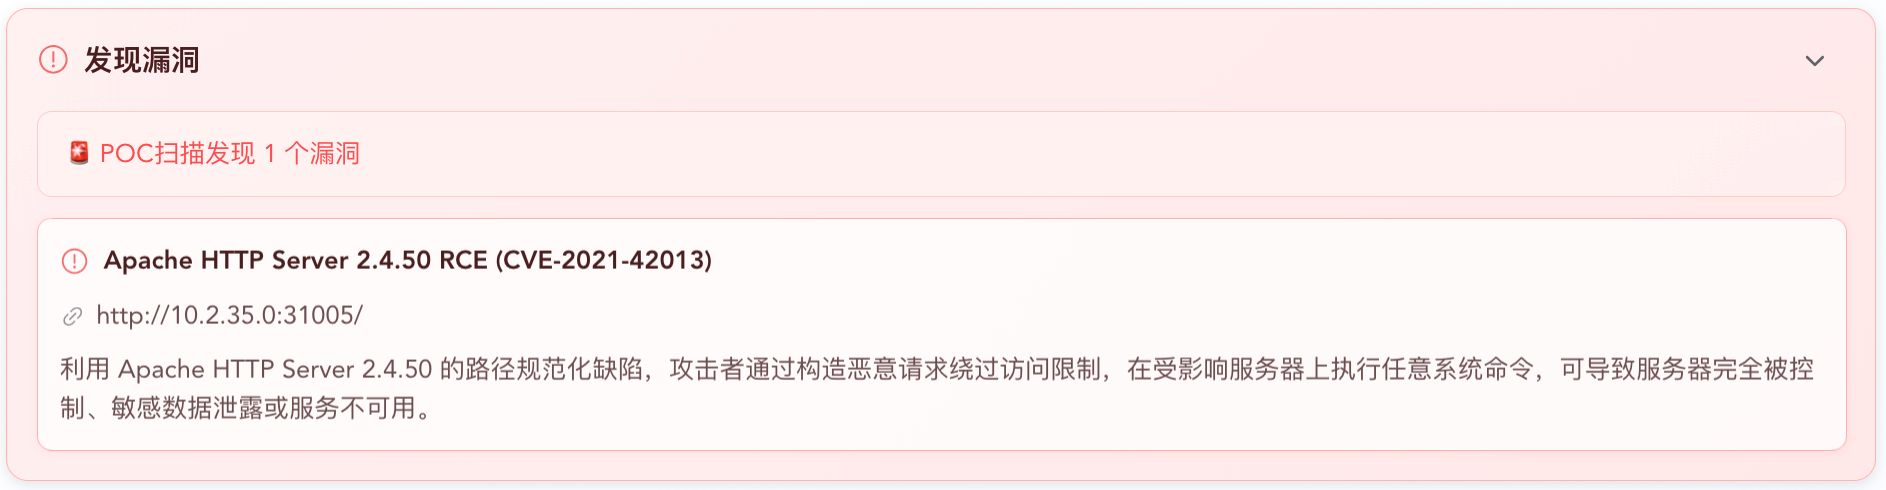 发现漏洞
🚨 POC扫描发现 1 个漏洞
Apache HTTP Server 2.4.50 RCE (CVE-2021-42013)
http://10.2.35.0:31005/
利用 Apache HTTP Server 2.4.50 的路径规范化缺陷，攻击者通过构造恶意请求绕过访问限制，在受影响服务器上执行任意系统命令，可导致服务器完全被控
制、敏感数据泄露或服务不可用。